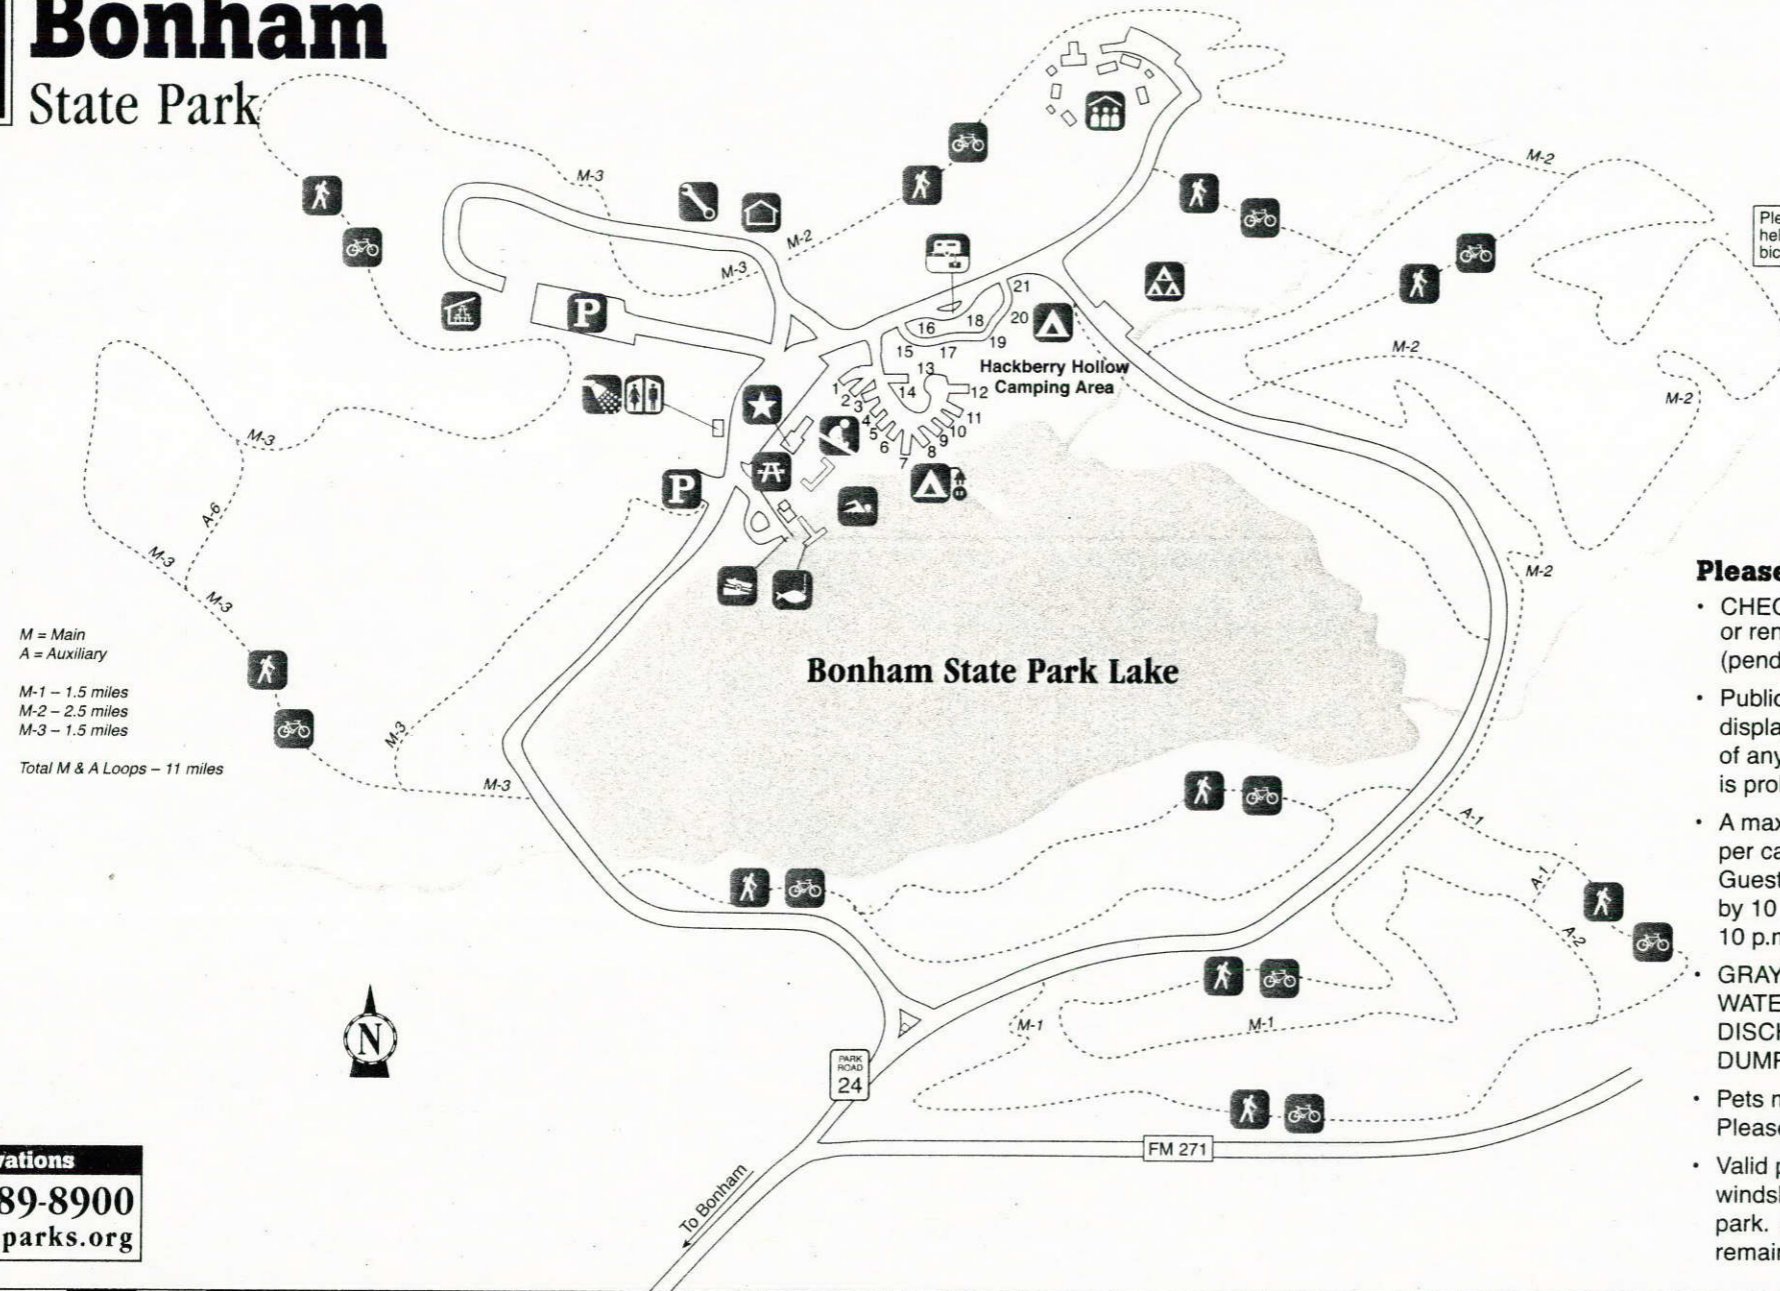 Bonham
State Park
M-3
M-2
M-3
M-2
M-2
M-2
M-3
M-2
M-3
A-6
M-3
M-3
M-3
M-3
P
P
21
20
18
16
19
15
17
13
14
12
1
2
3
4
5
6
7
8
9
10
11
Hackberry Hollow
Camping Area
Bonham State Park Lake
M = Main
A = Auxiliary
M-1 – 1.5 miles
M-2 – 2.5 miles
M-3 – 1.5 miles
Total M & A Loops – 11 miles
A-1
A-1
A-2
M-1
M-1
N
PARK
ROAD
24
FM 271
To Bonham
vations
89-8900
parks.org
Ple
hel
bic
Please
• CHEC
or ren
(pend
• Public
displa
of any
is proh
• A max
per ca
Guest
by 10
10 p.m
• GRAY
WATE
DISCH
DUMP
• Pets m
Please
• Valid p
windsh
park.
remain